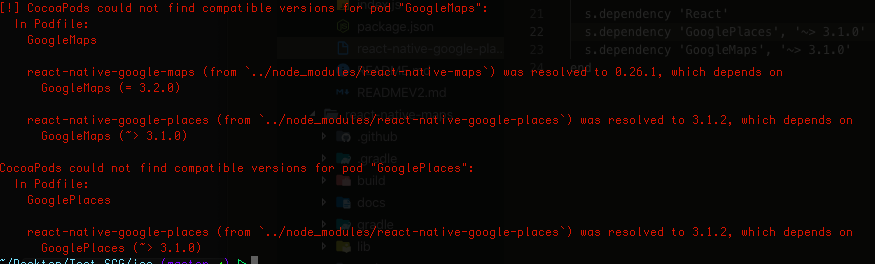 [!] CocoaPods could not find compatible versions for pod "GoogleMaps":
In Podfile:
GoogleMaps
react-native-google-maps (from `../node_modules/react-native-maps`) was resolved to 0.26.1, which depends on
GoogleMaps (= 3.2.0)
react-native-google-places (from `../node_modules/react-native-google-places`) was resolved to 3.1.2, which depends on
GoogleMaps (~> 3.1.0)
CocoaPods could not find compatible versions for pod "GooglePlaces":
In Podfile:
GooglePlaces
react-native-google-places (from `../node_modules/react-native-google-places`) was resolved to 3.1.2, which depends on
GooglePlaces (~> 3.1.0)
package.json
react-native-google-pla...
READMEV2.md
.github
.gradle
build
docs
gradle
lib
21 s.dependency 'React'
22 s.dependency 'GooglePlaces', '~> 3.1.0'
23 s.dependency 'GoogleMaps', '~> 3.1.0'
end